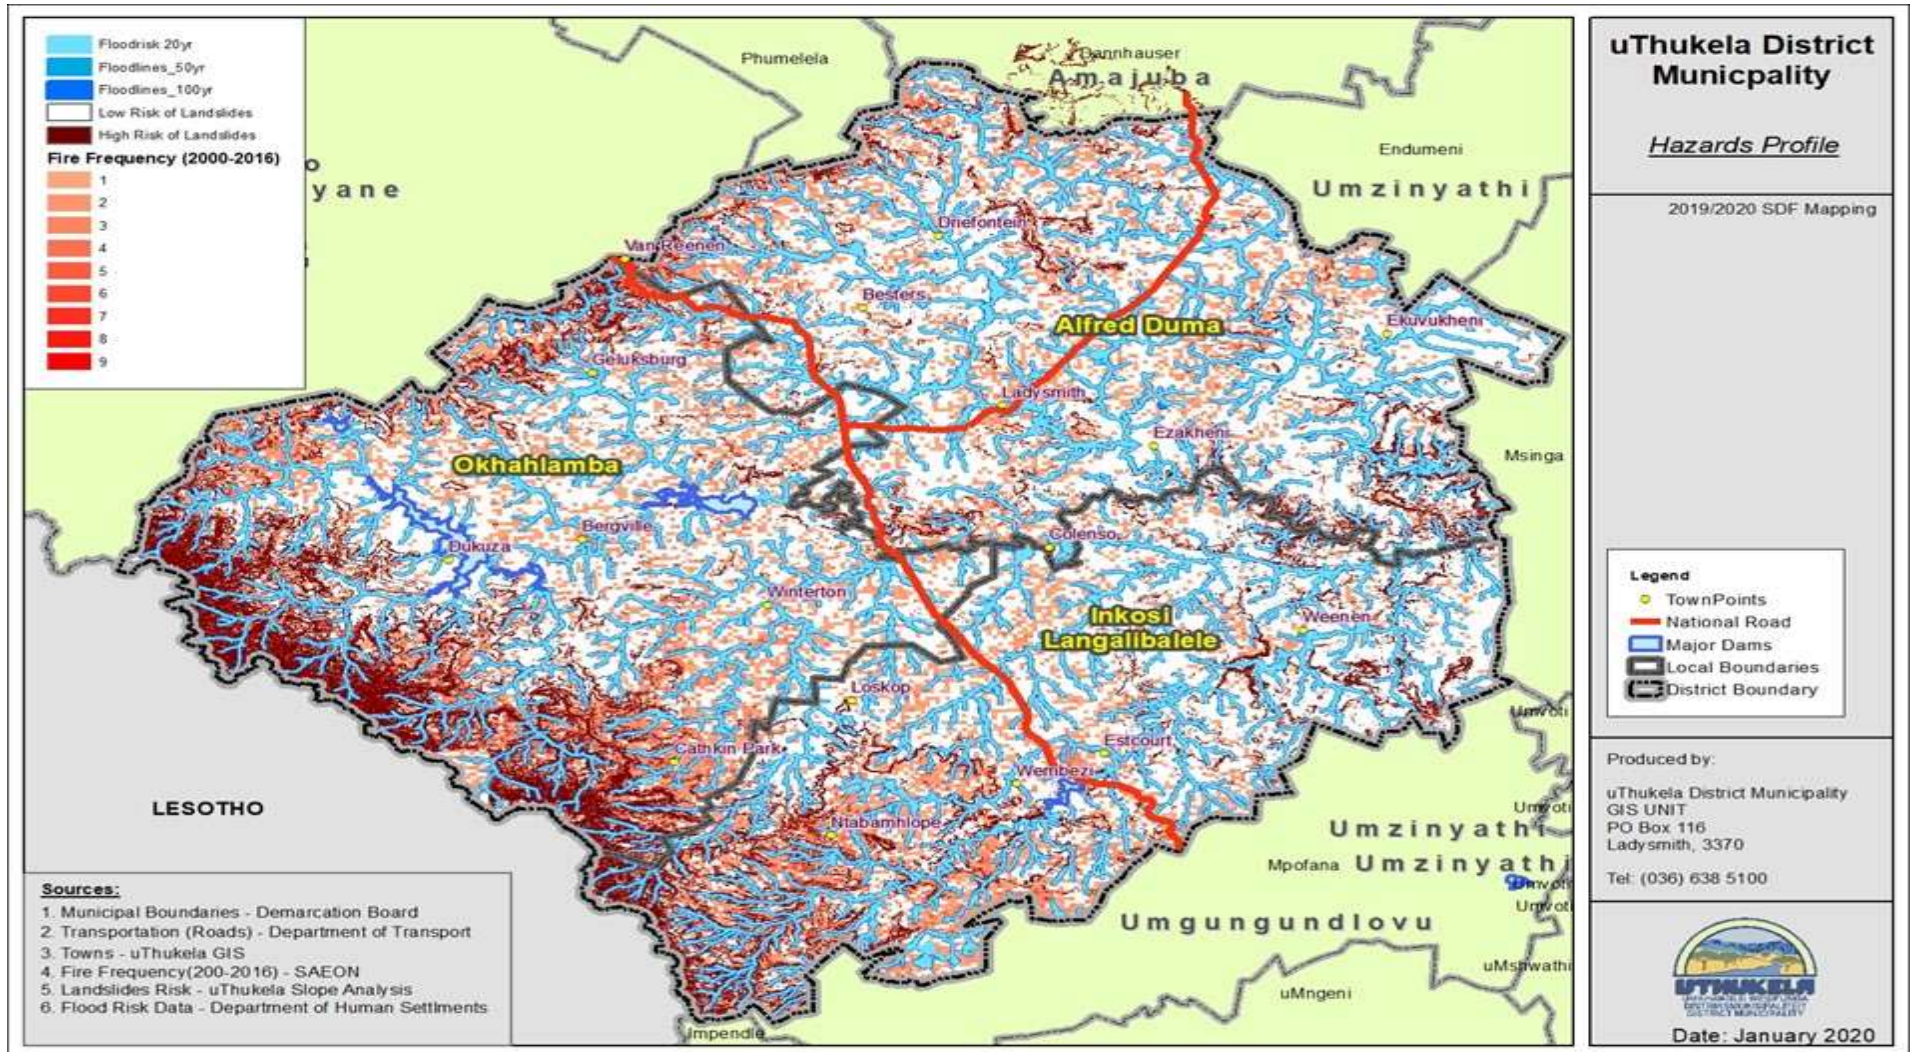 Floodrisk 20yr
Floodlines_50yr
Floodlines_100yr
Low Risk of Landslides
High Risk of Landslides
Fire Frequency (2000-2016)
1
2
3
4
5
6
7
8
9
o
yane
Phumelela
Dannhauser
Amajuba
Endumeni
Umzinyathi
Driefontein
Van Reenen
Besters
Alfred Duma
Ekuvukheni
Geluksburg
Ladysmith
Ezakheni
Msinga
Okhahlamba
Bergville
Dukuza
Colenso
Winterton
Inkosi
Langalibalele
Weenen
Loskop
Umvoti
Cathkin Park
Estcourt
Wembezi
LESOTHO
Ntabamhlope
Umvoti
Umzinyathi
Mpofana
Umzinyathi
Umvoti
Umvoti
Umgungundlovu
uMshwathi
uMngeni
Impendle
Sources:
1. Municipal Boundaries - Demarcation Board
2. Transportation (Roads) - Department of Transport
3. Towns - uThukela GIS
4. Fire Frequency(200-2016) - SAEON
5. Landslides Risk - uThukela Slope Analysis
6. Flood Risk Data - Department of Human Settlments
uThukela District
Municpality
Hazards Profile
2019/2020 SDF Mapping
Legend
TownPoints
National Road
Major Dams
Local Boundaries
District Boundary
Produced by:
uThukela District Municipality
GIS UNIT
PO Box 116
Ladysmith, 3370
Tel: (036) 638 5100
UTHUKELA
DISTRICT MUNICIPALITY
Date: January 2020